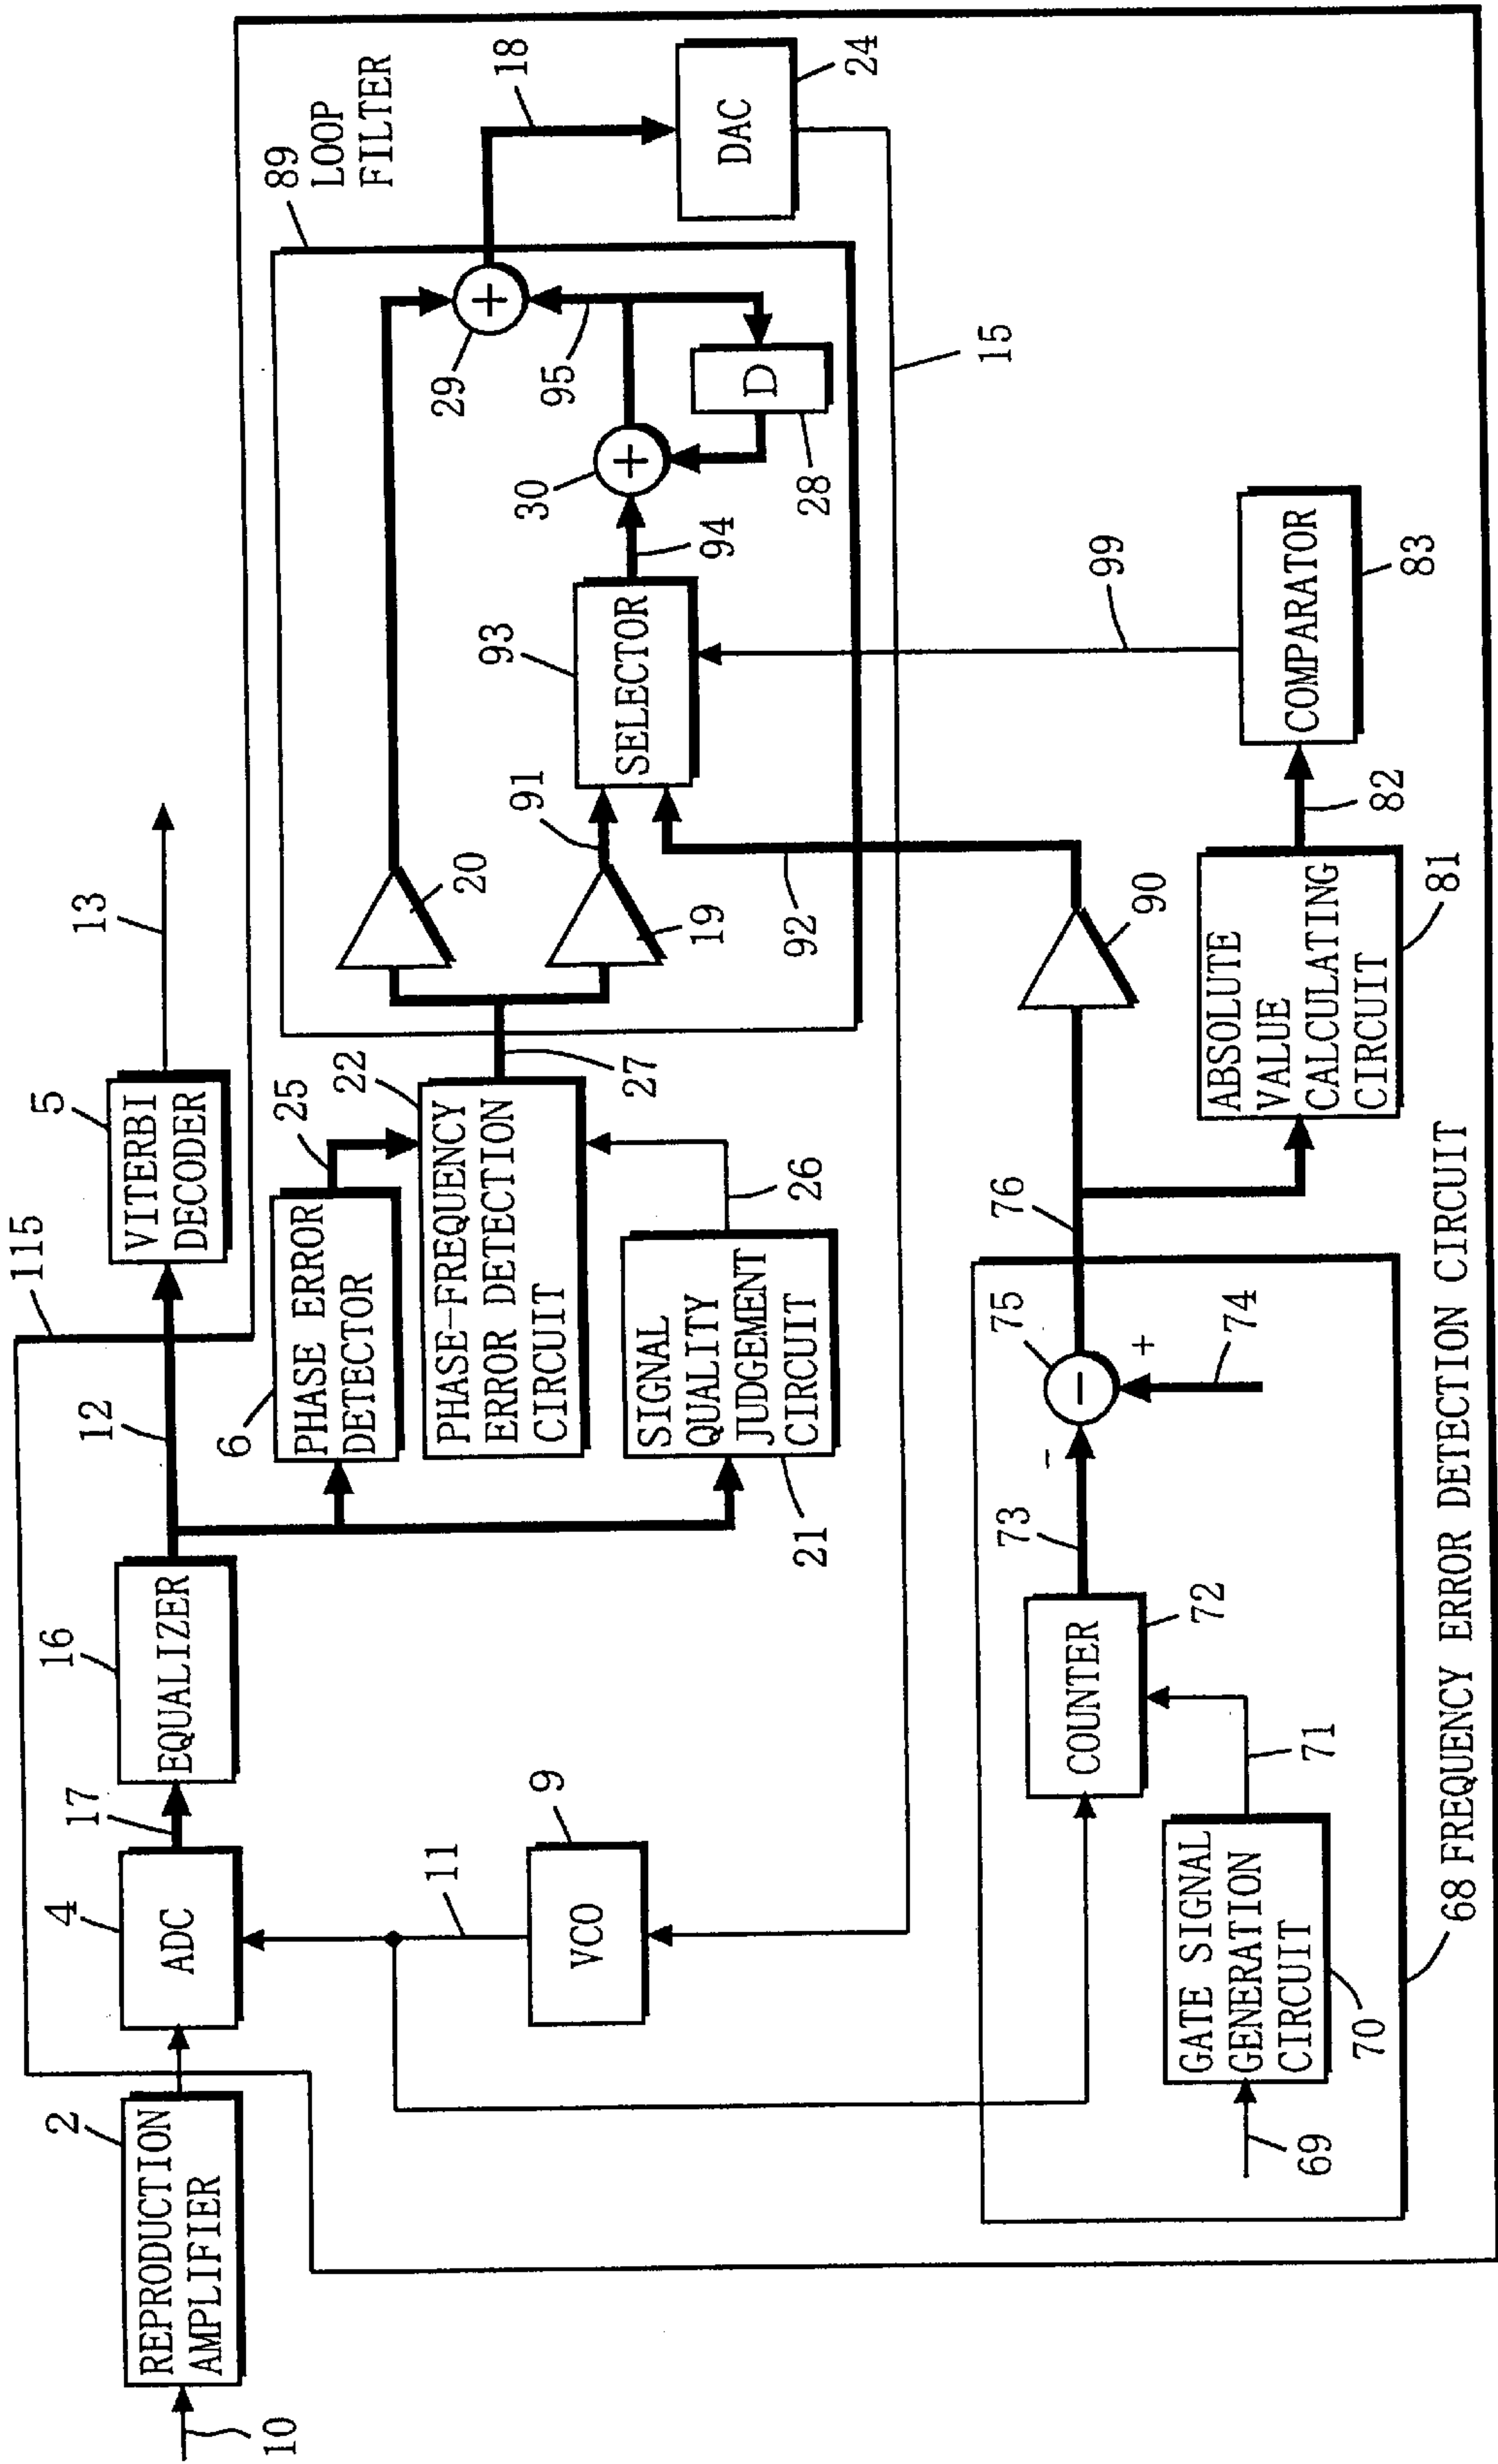 115
10
2
REPRODUCTION
AMPLIFIER
4
ADC
17
16
EQUALIZER
12
5
VITERBI
DECODER
13
11
9
VCO
6
PHASE ERROR
DETECTOR
25
22
PHASE-FREQUENCY
ERROR DETECTION
CIRCUIT
27
SIGNAL
QUALITY
JUDGEMENT
CIRCUIT
21
26
89
LOOP
FILTER
20
19
91
92
93
SELECTOR
94
30
+
95
29
+
D
28
18
DAC
24
15
69
GATE SIGNAL
GENERATION
CIRCUIT
70
71
COUNTER
72
73
-
75
-
+
74
76
90
ABSOLUTE
VALUE
CALCULATING
CIRCUIT
81
82
COMPARATOR
83
99
68 FREQUENCY ERROR DETECTION CIRCUIT